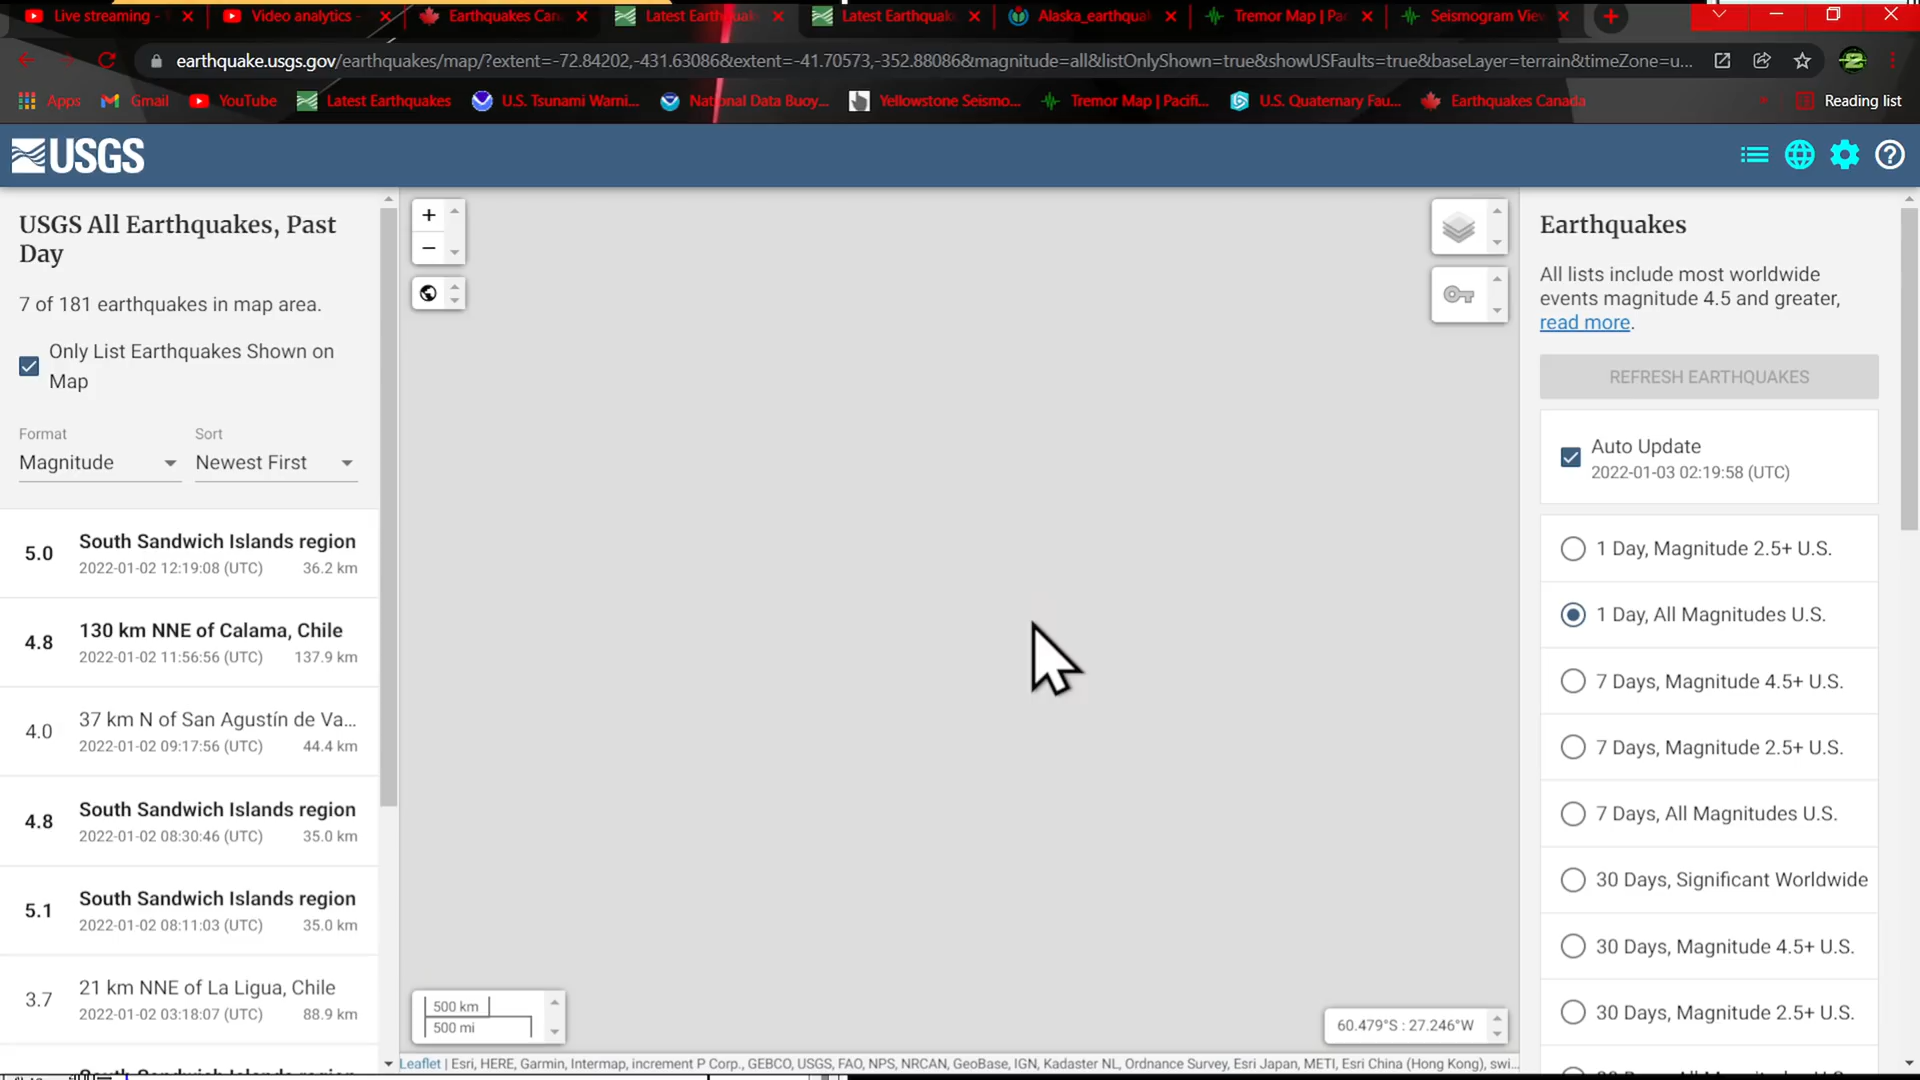 Live streaming -
Video analytics -
Earthquakes Can
Latest Earthquak
Latest Earthquak
Alaska_earthqua
Tremor Map | Pac
Seismogram View
earthquake.usgs.gov/earthquakes/map/?extent=-72.84202,-431.63086&extent=-41.70573,-352.88086&magnitude=all&listOnlyShown=true&showUSFaults=true&baseLayer=terrain&timeZone=u...
Apps
Gmail
YouTube
Latest Earthquakes
U.S. Tsunami Warni...
National Data Buoy...
Yellowstone Seismo...
Tremor Map | Pacifi...
U.S. Quaternary Fau...
Earthquakes Canada
Reading list
USGS
USGS All Earthquakes, Past
Day
7 of 181 earthquakes in map area.
Only List Earthquakes Shown on
Map
Format
Sort
Magnitude
Newest First
5.0
South Sandwich Islands region
2022-01-02 12:19:08 (UTC) 36.2 km
4.8
130 km NNE of Calama, Chile
2022-01-02 11:56:56 (UTC) 137.9 km
4.0
37 km N of San Agustín de Va...
2022-01-02 09:17:56 (UTC) 44.4 km
4.8
South Sandwich Islands region
2022-01-02 08:30:46 (UTC) 35.0 km
5.1
South Sandwich Islands region
2022-01-02 08:11:03 (UTC) 35.0 km
3.7
21 km NNE of La Ligua, Chile
2022-01-02 03:18:07 (UTC) 88.9 km
South Sandwich Islands region
+
−
500 km
500 mi
60.479°S : 27.246°W
Leaflet | Esri, HERE, Garmin, Intermap, increment P Corp., GEBCO, USGS, FAO, NPS, NRCAN, GeoBase, IGN, Kadaster NL, Ordnance Survey, Esri Japan, METI, Esri China (Hong Kong), swi...
Earthquakes
All lists include most worldwide
events magnitude 4.5 and greater,
read more.
REFRESH EARTHQUAKES
Auto Update
2022-01-03 02:19:58 (UTC)
1 Day, Magnitude 2.5+ U.S.
1 Day, All Magnitudes U.S.
7 Days, Magnitude 4.5+ U.S.
7 Days, Magnitude 2.5+ U.S.
7 Days, All Magnitudes U.S.
30 Days, Significant Worldwide
30 Days, Magnitude 4.5+ U.S.
30 Days, Magnitude 2.5+ U.S.
30 Days, All Magnitudes U.S.